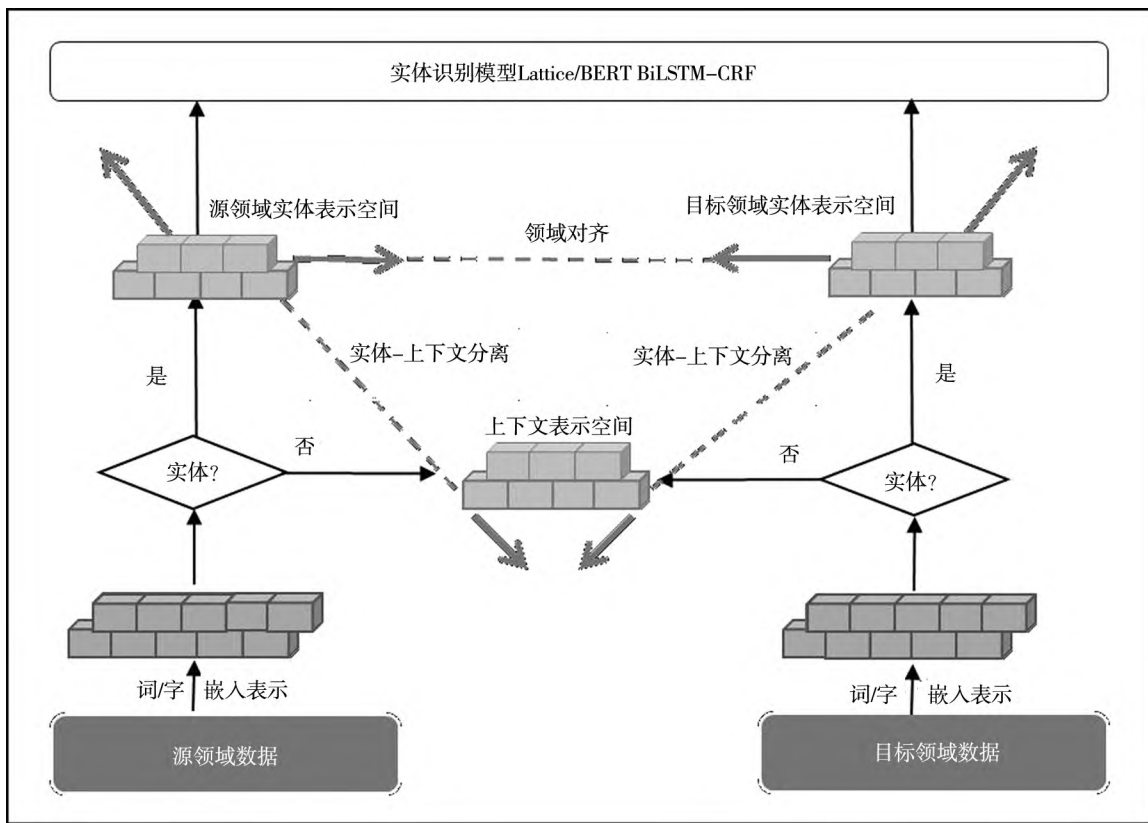 实体识别模型Lattice/BERT BiLSTM-CRF
源领域实体表示空间
目标领域实体表示空间
领域对齐
实体-上下文分离
实体-上下文分离
是
是
上下文表示空间
否
否
实体?
实体?
词/字 嵌入表示
词/字 嵌入表示
源领域数据
目标领域数据